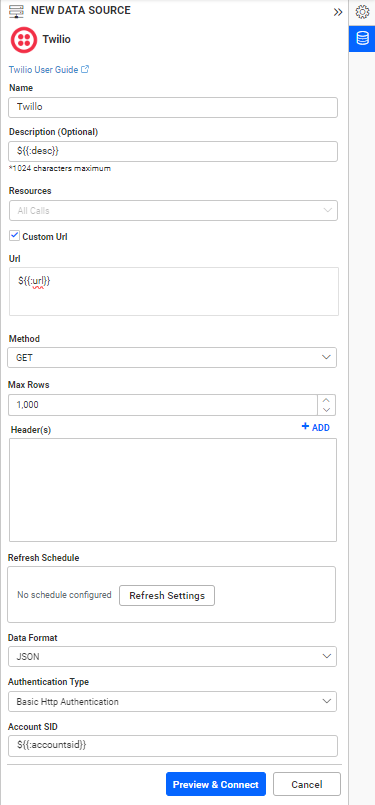 NEW DATA SOURCE
Twilio
Twilio User Guide
Name
Twillo
Description (Optional)
${{:desc}}
*1024 characters maximum
Resources
All Calls
Custom Url
Url
${{:url}}
Method
GET
Max Rows
1,000
Header(s)
+ ADD
Refresh Schedule
No schedule configured
Refresh Settings
Data Format
JSON
Authentication Type
Basic Http Authentication
Account SID
${{:accountsid}}
Preview & Connect
Cancel